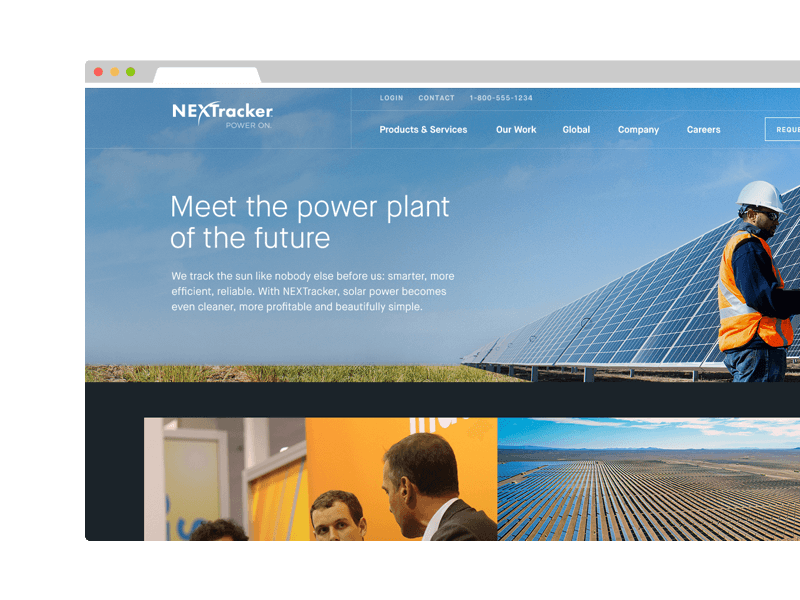 LOGIN CONTACT 1-800-555-1234
NEXTracker
POWER ON.
Products & Services Our Work Global Company Careers
Meet the power plant
of the future
We track the sun like nobody else before us: smarter, more
efficient, reliable. With NEXTracker, solar power becomes
even cleaner, more profitable and beautifully simple.